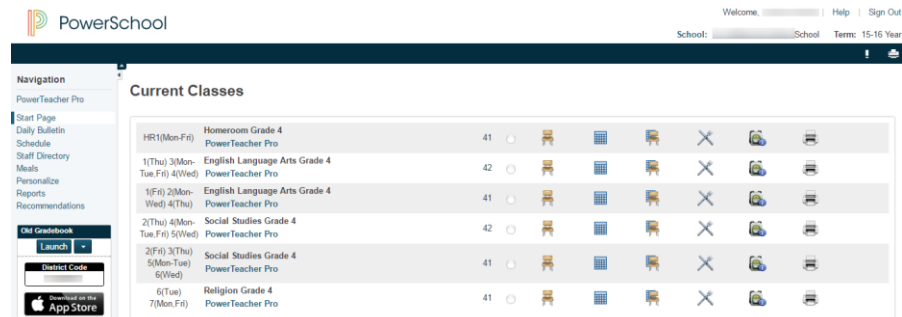 PowerSchool
Welcome, | Help | Sign Out
School: School Term: 15-16 Year
Navigation
PowerTeacher Pro
Start Page
Daily Bulletin
Schedule
Staff Directory
Meals
Personalize
Reports
Recommendations
Old Gradebook
Launch
District Code
Download on the
App Store
Current Classes
HR1(Mon-Fri) Homeroom Grade 4 41
PowerTeacher Pro
1(Thu) 3(Mon- English Language Arts Grade 4 42
Tue,Fri) 4(Wed) PowerTeacher Pro
1(Fri) 2(Mon- English Language Arts Grade 4 41
Wed) 4(Thu) PowerTeacher Pro
2(Thu) 4(Mon- Social Studies Grade 4 42
Tue,Fri) 5(Wed) PowerTeacher Pro
2(Fri) 3(Thu)
5(Mon-Tue) Social Studies Grade 4 41
6(Wed) PowerTeacher Pro
6(Tue) Religion Grade 4 41
7(Mon,Fri) PowerTeacher Pro